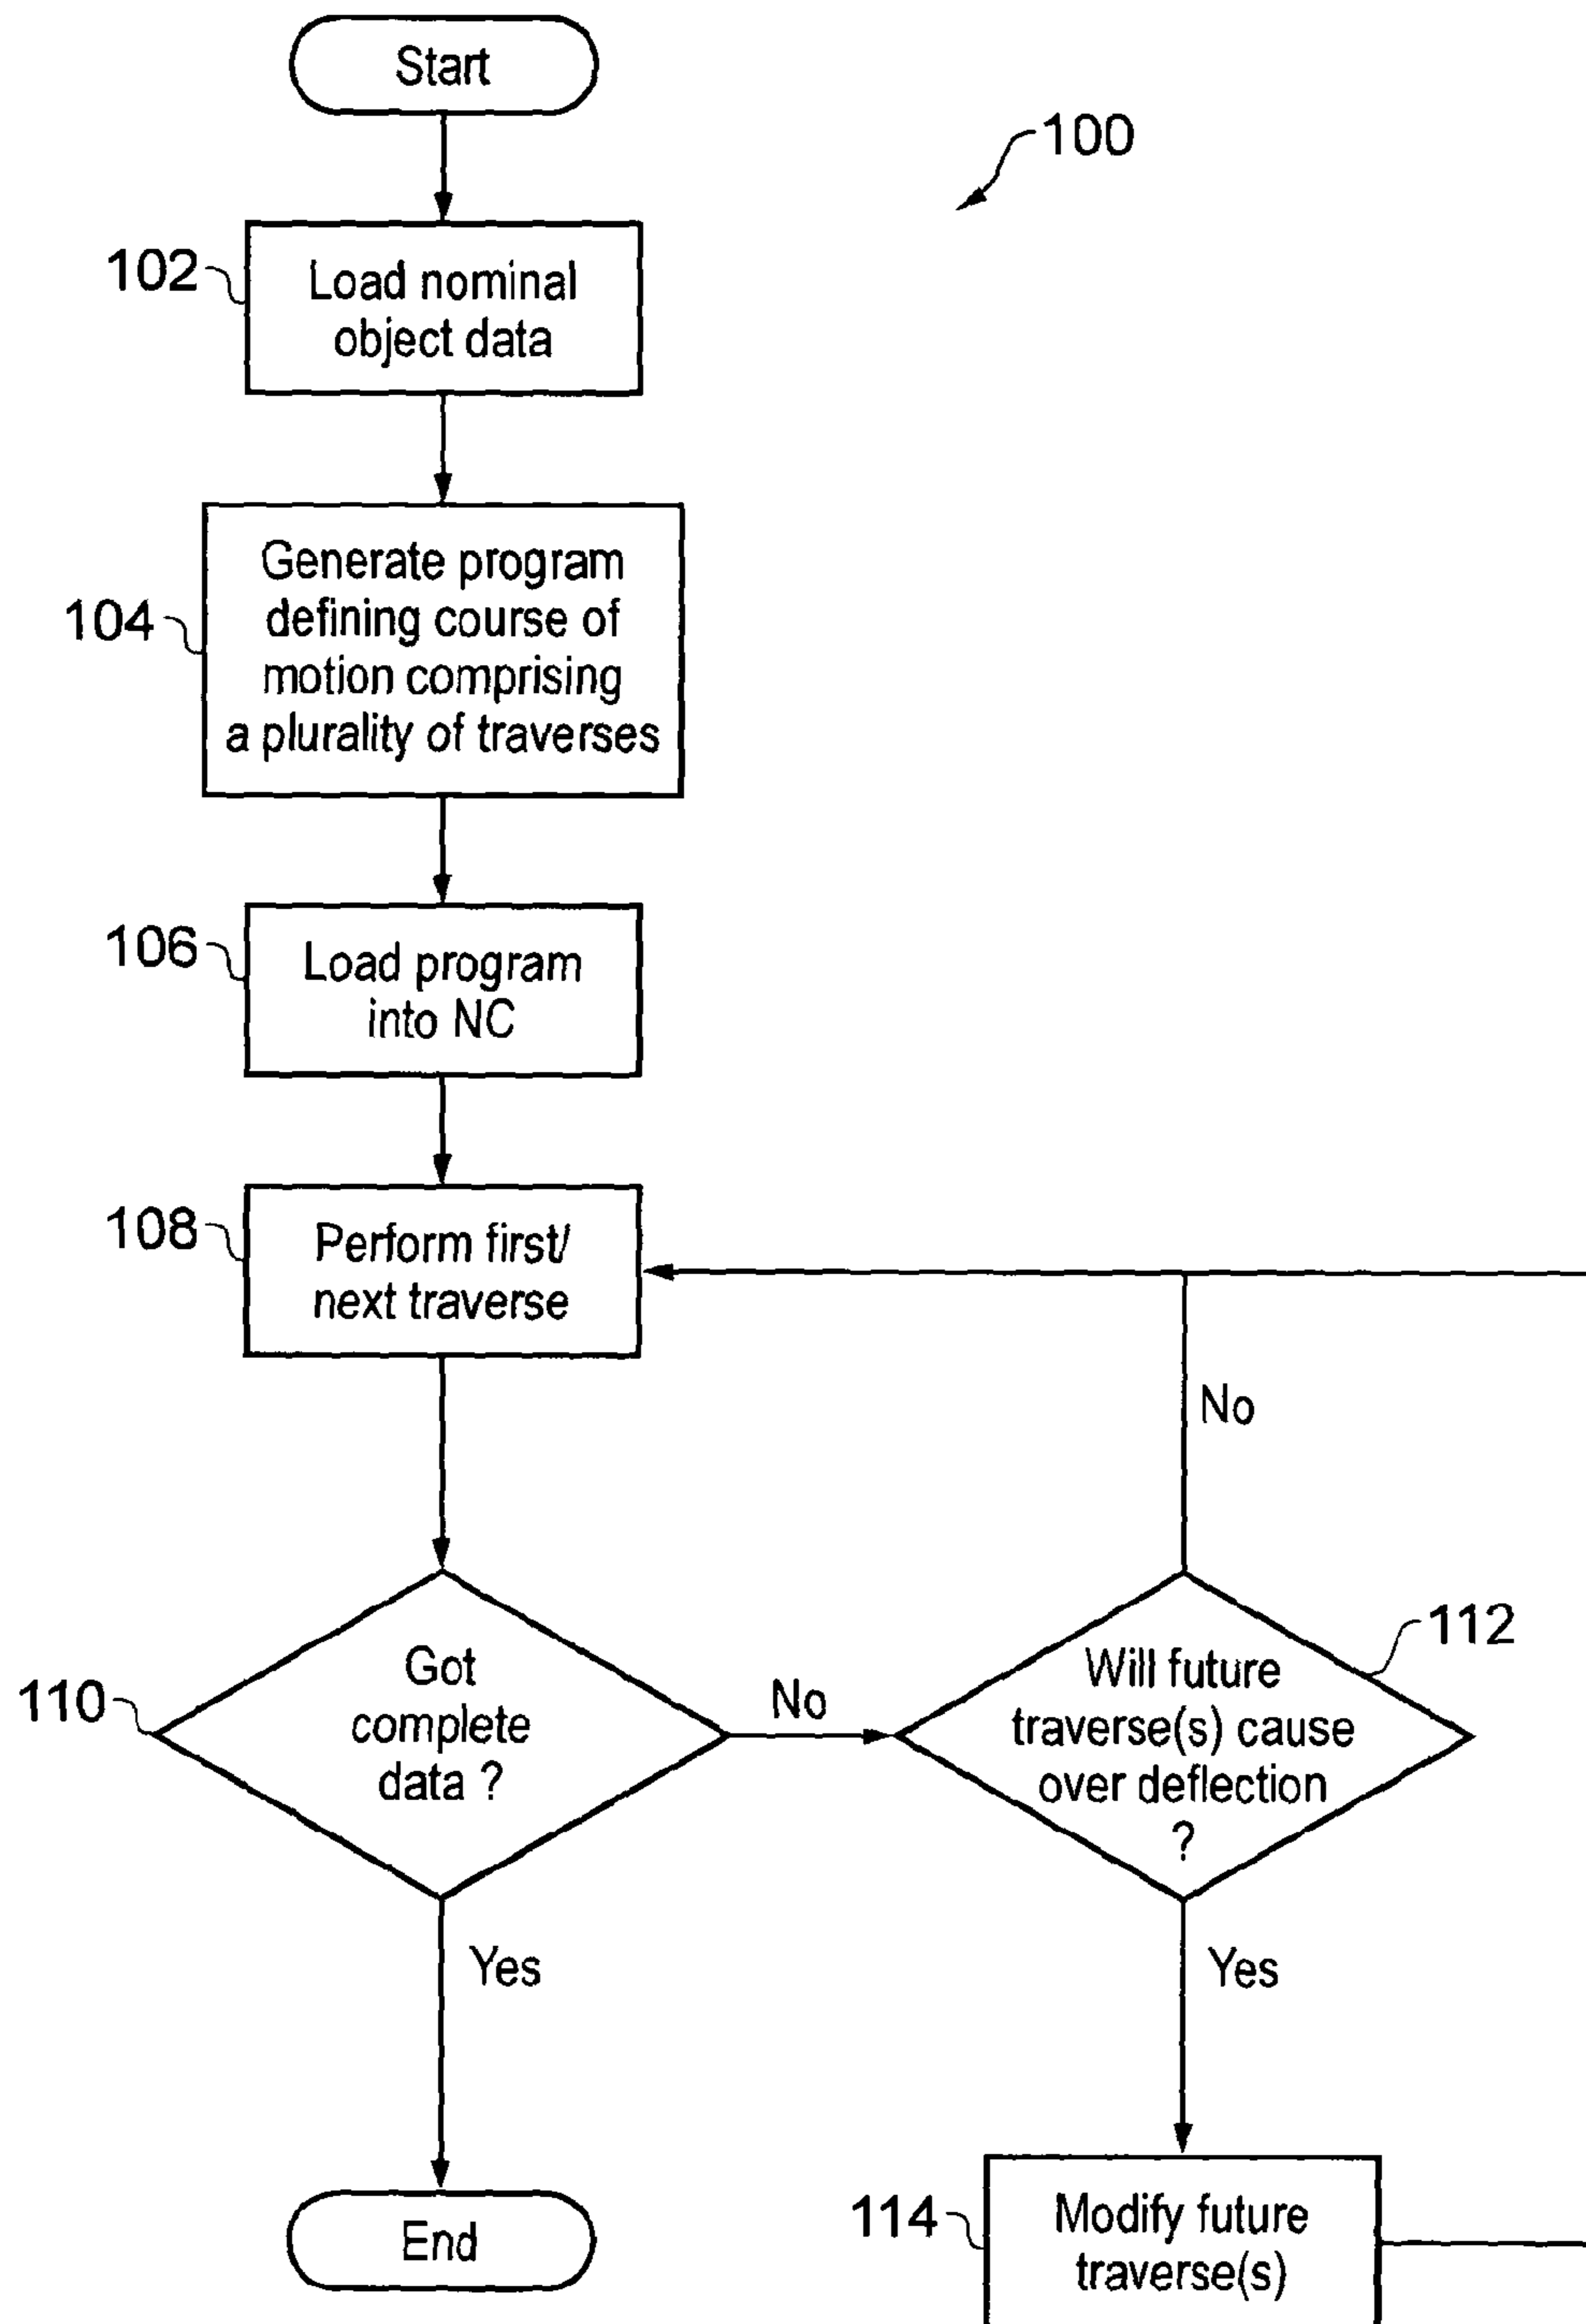 Start
100
102
Load nominal
object data
104
Generate program
defining course of
motion comprising
a plurality of traverses
106
Load program
into NC
108
Perform first/
next traverse
No
110
Got
complete
data ?
No
112
Will future
traverse(s) cause
over deflection
?
Yes
Yes
End
114
Modify future
traverse(s)